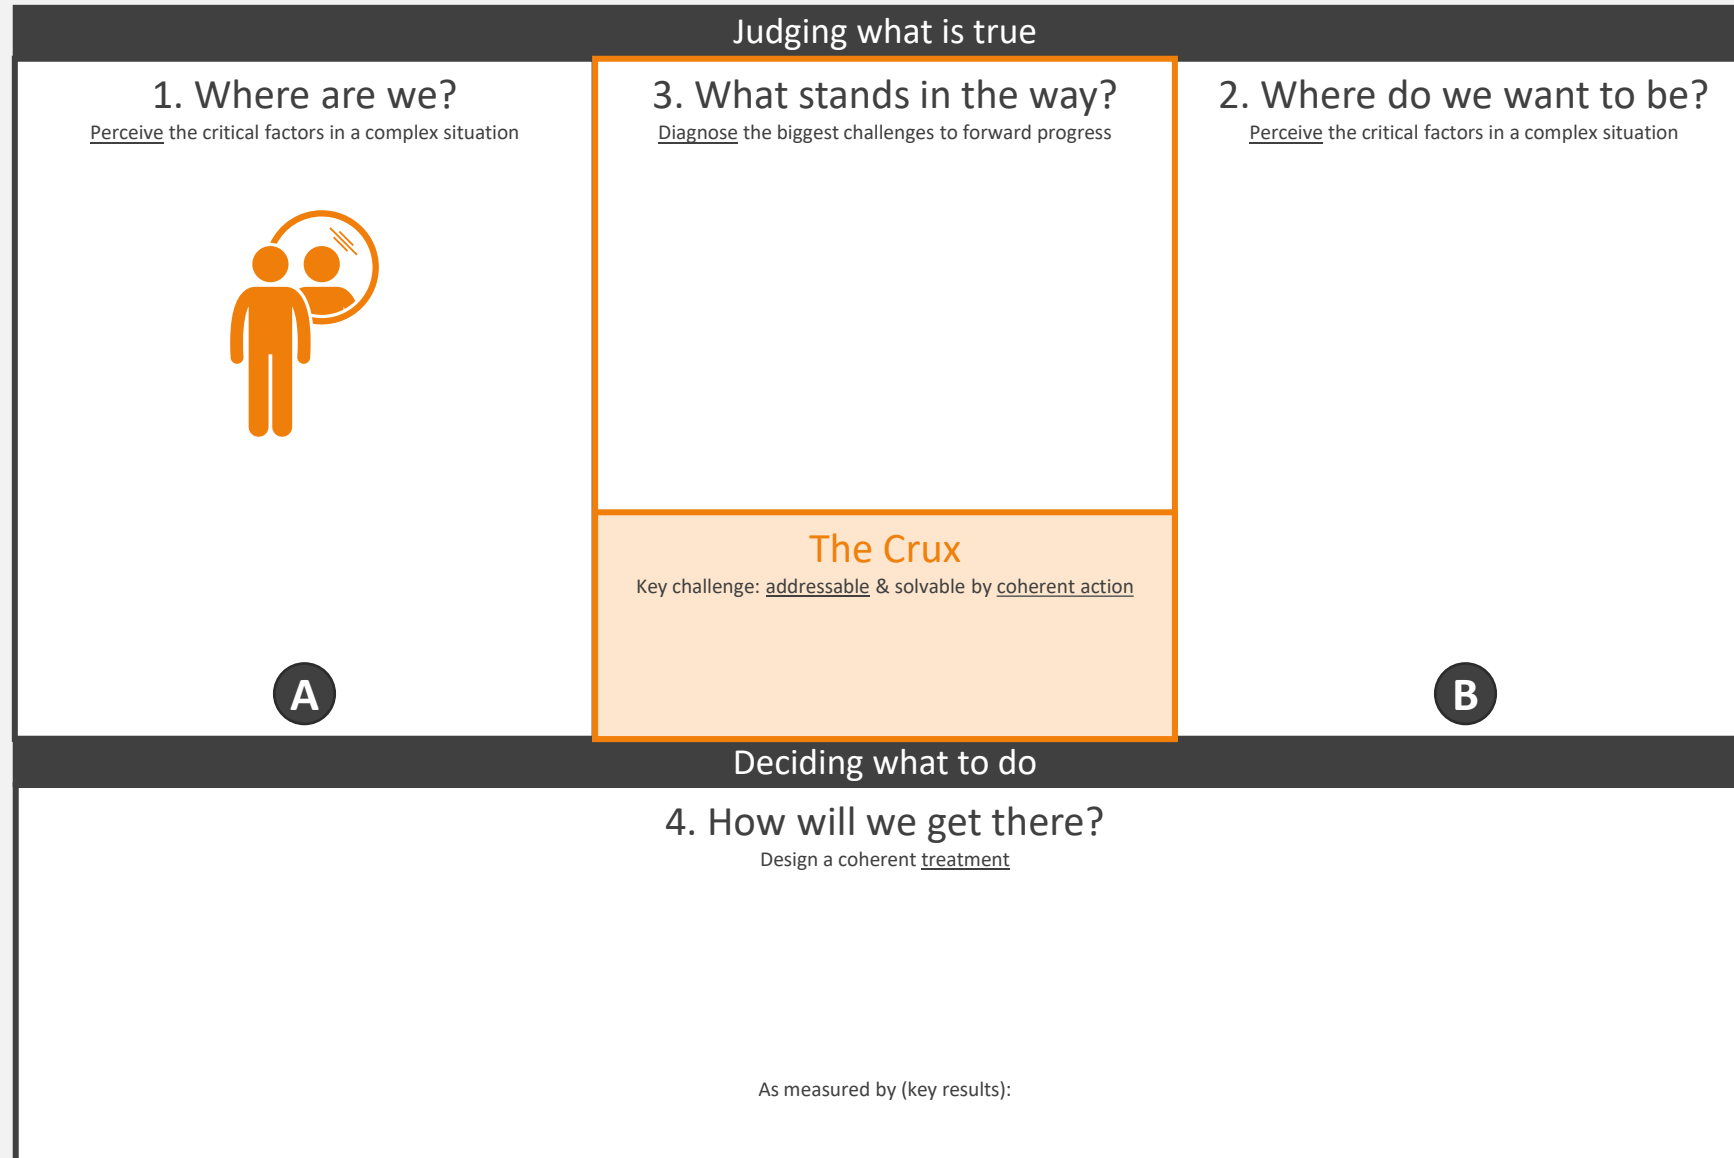 Judging what is true
1. Where are we?
Perceive the critical factors in a complex situation
A
3. What stands in the way?
Diagnose the biggest challenges to forward progress
The Crux
Key challenge: addressable & solvable by coherent action
2. Where do we want to be?
Perceive the critical factors in a complex situation
B
Deciding what to do
4. How will we get there?
Design a coherent treatment
As measured by (key results):